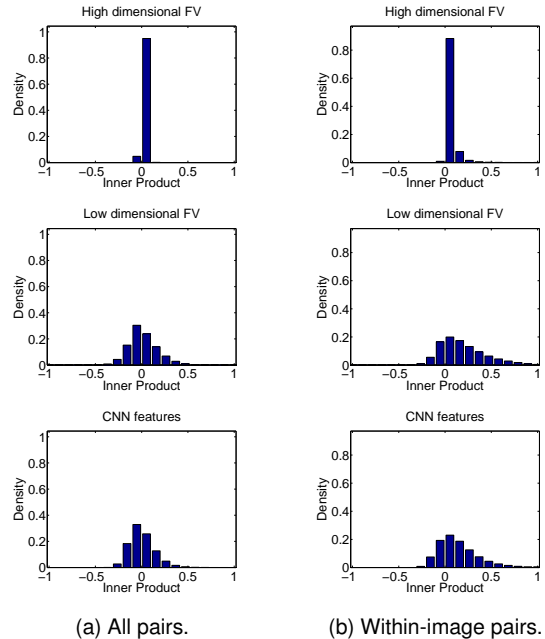 High dimensional FV
1
0.8
0.6
0.4
0.2
0
−1 −0.5 0 0.5 1
Density
Inner Product
High dimensional FV
0.8
0.6
0.4
0.2
0
−1 −0.5 0 0.5 1
Density
Inner Product
Low dimensional FV
1
0.8
0.6
0.4
0.2
0
−1 −0.5 0 0.5 1
Density
Inner Product
Low dimensional FV
0.8
0.6
0.4
0.2
0
−1 −0.5 0 0.5 1
Density
Inner Product
CNN features
1
0.8
0.6
0.4
0.2
0
−1 −0.5 0 0.5 1
Density
Inner Product
CNN features
0.8
0.6
0.4
0.2
0
−1 −0.5 0 0.5 1
Density
Inner Product
(a) All pairs.
(b) Within-image pairs.